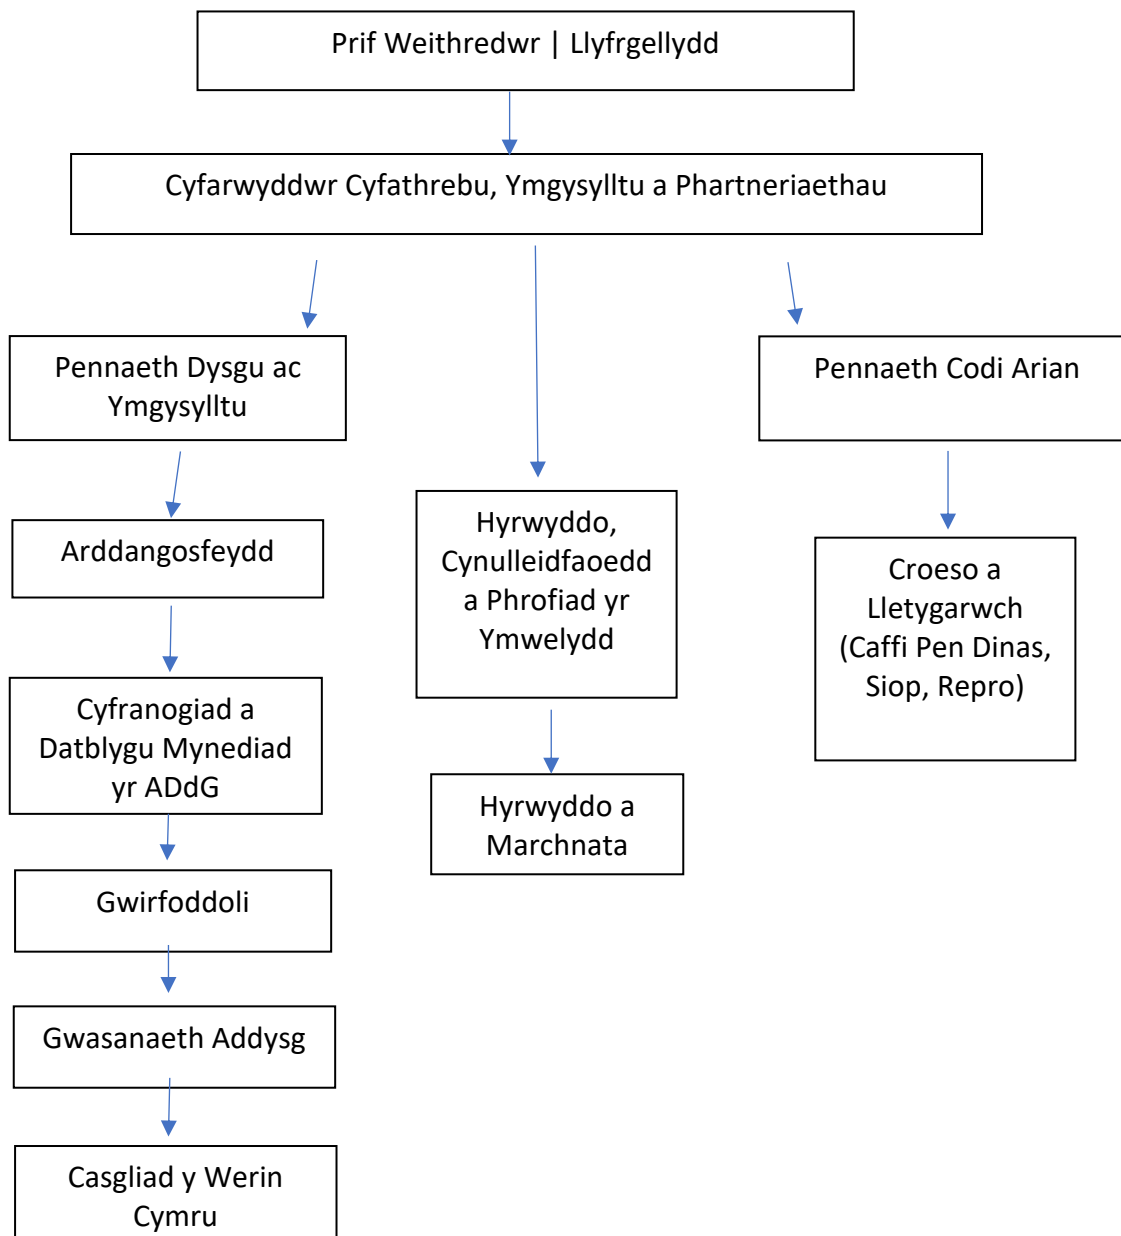 Prif Weithredwr | Llyfrgellydd
Cyfarwyddwr Cyfathrebu, Ymgysylltu a Phartneriaethau
Pennaeth Dysgu ac
Ymgysylltu
Arddangosfeydd
Cyfranogiad a
Datblygu Mynediad
yr ADdG
Gwirfoddoli
Gwasanaeth Addysg
Casgliad y Werin
Cymru
Hyrwyddo,
Cynulleidfaoedd
a Phrofiad yr
Ymwelydd
Hyrwyddo a
Marchnata
Pennaeth Codi Arian
Croeso a
Lletygarwch
(Caffi Pen Dinas,
Siop, Repro)